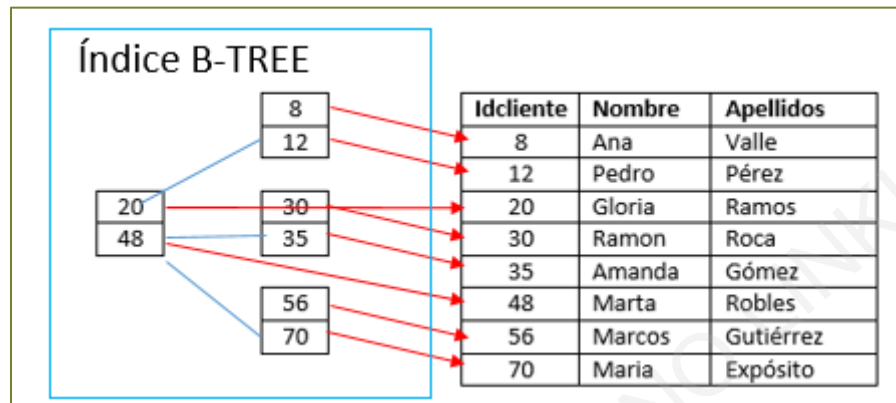 Índice B-TREE
8
12
20
48
30
35
56
70
Idcliente Nombre Apellidos
8 Ana Valle
12 Pedro Pérez
20 Gloria Ramos
30 Ramon Roca
35 Amanda Gómez
48 Marta Robles
56 Marcos Gutiérrez
70 Maria Expósito